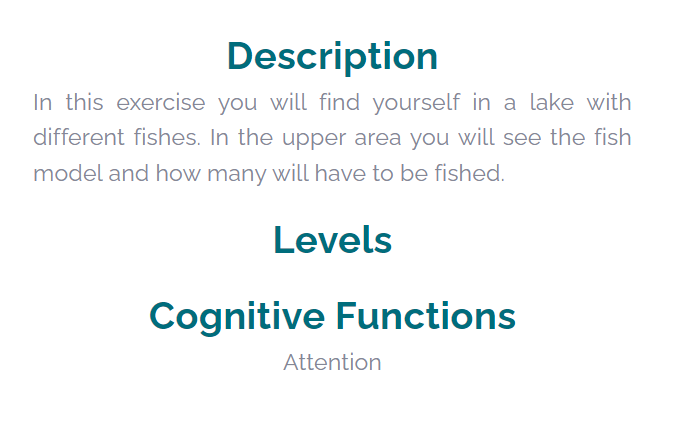 Description
In this exercise you will find yourself in a lake with
different fishes. In the upper area you will see the fish
model and how many will have to be fished.
Levels
Cognitive Functions
Attention